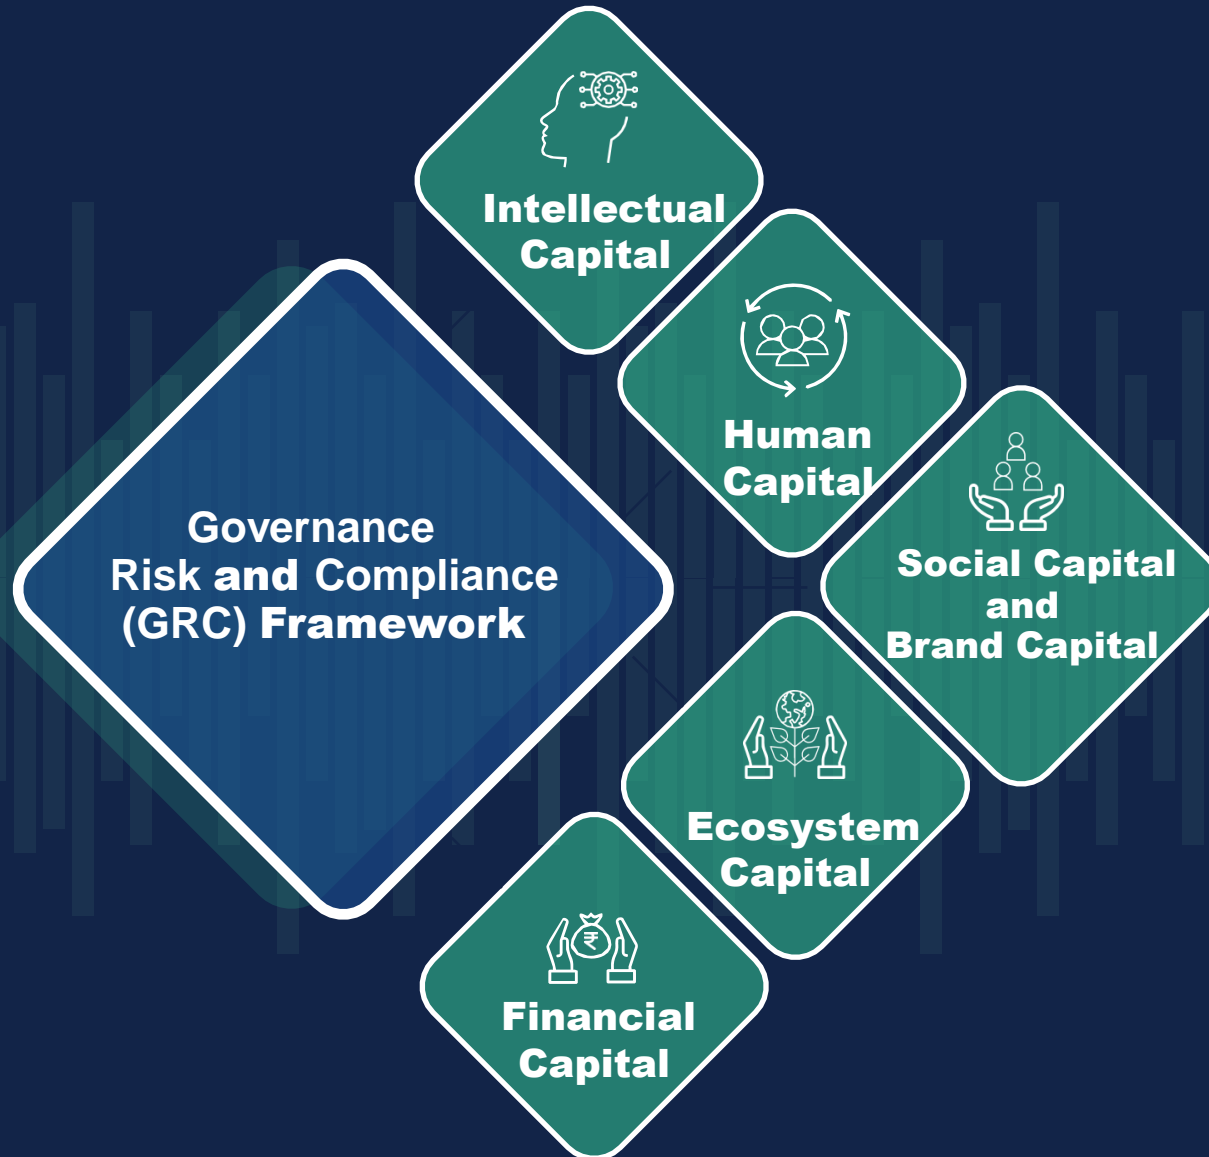 Intellectual
Capital
Human
Capital
Governance
Risk and Compliance
(GRC) Framework
Social Capital
and
Brand Capital
Ecosystem
Capital
₹
Financial
Capital